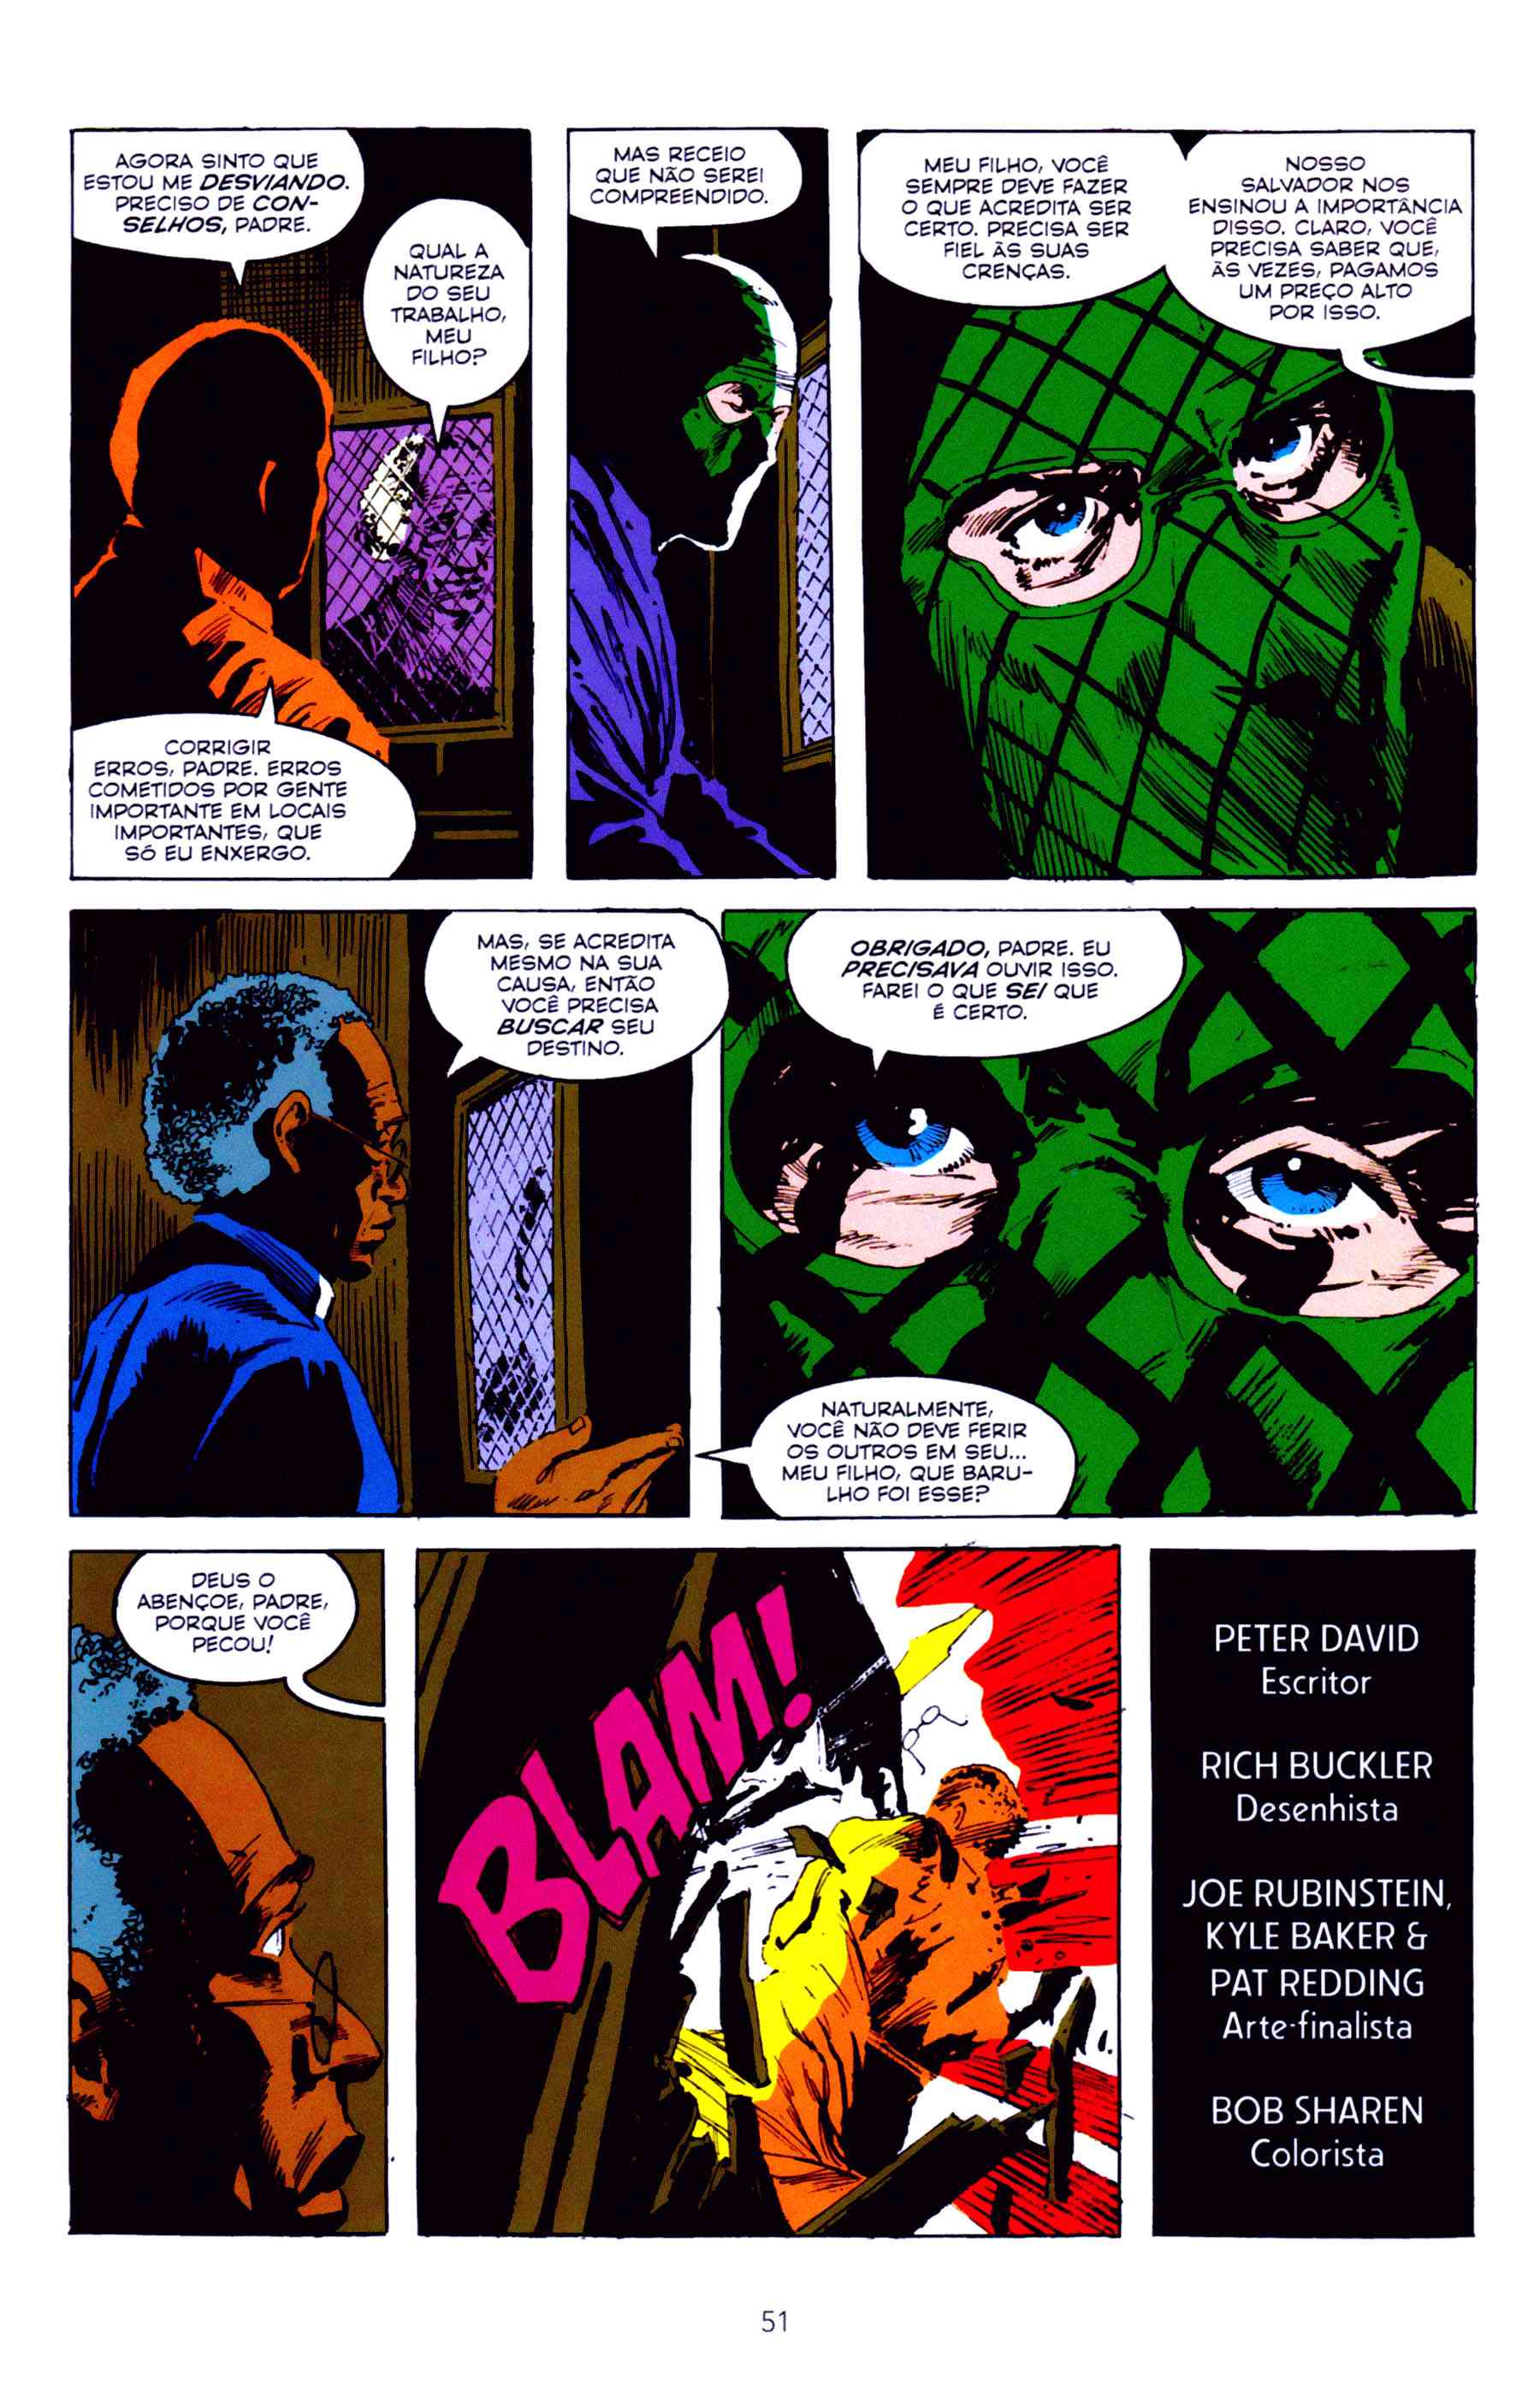 AGORA SINTO QUE
ESTOU ME DESVIANDO.
PRECISO DE CON-
SELHOS, PADRE.
QUAL A
NATUREZA
DO SEU
TRABALHO,
MEU
FILHO?
CORRIGIR
ERROS, PADRE. ERROS
COMETIDOS POR GENTE
IMPORTANTE EM LOCAIS
IMPORTANTES, QUE
SÓ EU ENXERGO.
MAS RECEIO
QUE NÃO SEREI
COMPREENDIDO.
MEU FILHO, VOCÊ
SEMPRE DEVE FAZER
O QUE ACREDITA SER
CERTO. PRECISA SER
FIEL ÀS SUAS
CRENÇAS.
NOSSO
SALVADOR NOS
ENSINOU A IMPORTÂNCIA
DISSO. CLARO, VOCÊ
PRECISA SABER QUE,
ÀS VEZES, PAGAMOS
UM PREÇO ALTO
POR ISSO.
MAS, SE ACREDITA
MESMO NA SUA
CAUSA, ENTÃO
VOCÊ PRECISA
BUSCAR SEU
DESTINO.
OBRIGADO, PADRE. EU
PRECISAVA OUVIR ISSO.
FAREI O QUE SEI QUE
É CERTO.
NATURALMENTE,
VOCÊ NÃO DEVE FERIR
OS OUTROS EM SEU...
MEU FILHO, QUE BARU-
LHO FOI ESSE?
DEUS O
ABENÇOE, PADRE,
PORQUE VOCÊ
PECOU!
BLAM!
PETER DAVID
Escritor
RICH BUCKLER
Desenhista
JOE RUBINSTEIN,
KYLE BAKER &
PAT REDDING
Arte-finalista
BOB SHAREN
Colorista
51